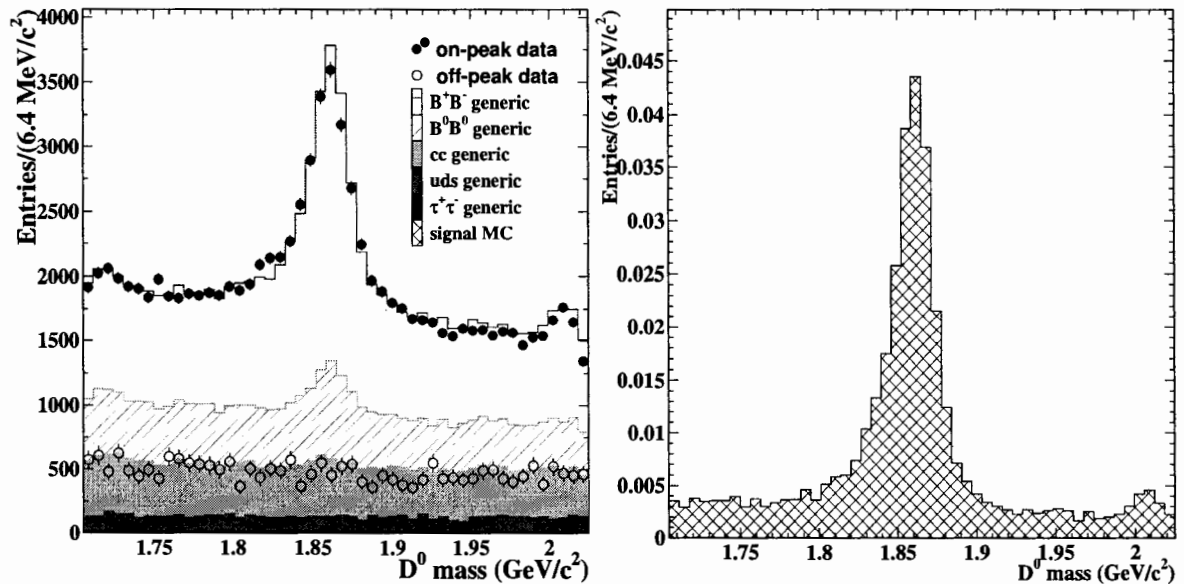 Entries/(6.4 MeV/c²)
4000
3500
3000
2500
2000
1500
1000
500
0
on-peak data
off-peak data
B⁺B⁻ generic
B⁰B⁰ generic
cc generic
uds generic
τ⁺τ⁻ generic
signal MC
1.75
1.8
1.85
1.9
1.95
2
D⁰ mass (GeV/c²)
Entries/(6.4 MeV/c²)
0.045
0.04
0.035
0.03
0.025
0.02
0.015
0.01
0.005
0
1.75
1.8
1.85
1.9
1.95
2
D⁰ mass (GeV/c²)